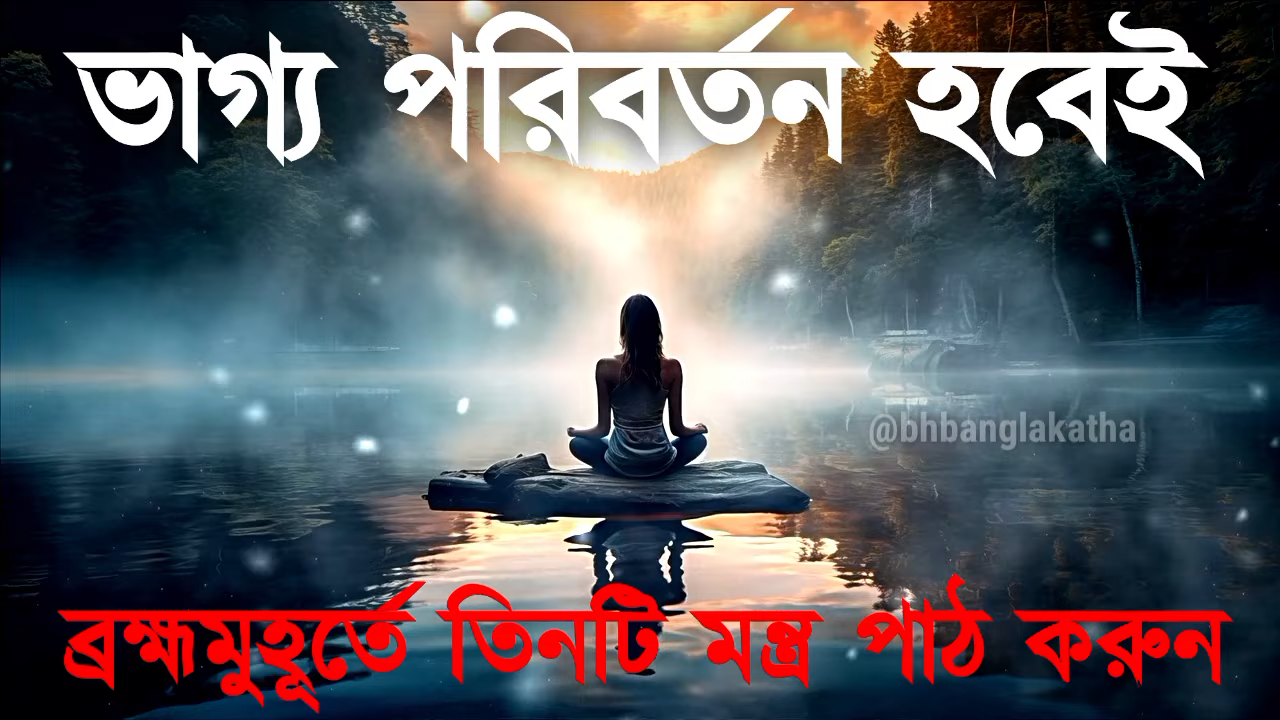 ভাগ্য পরিবর্তন হবেই
@bhbanglakatha
ব্রহ্মমুহূর্তে তিনটি মন্ত্র পাঠ করুন